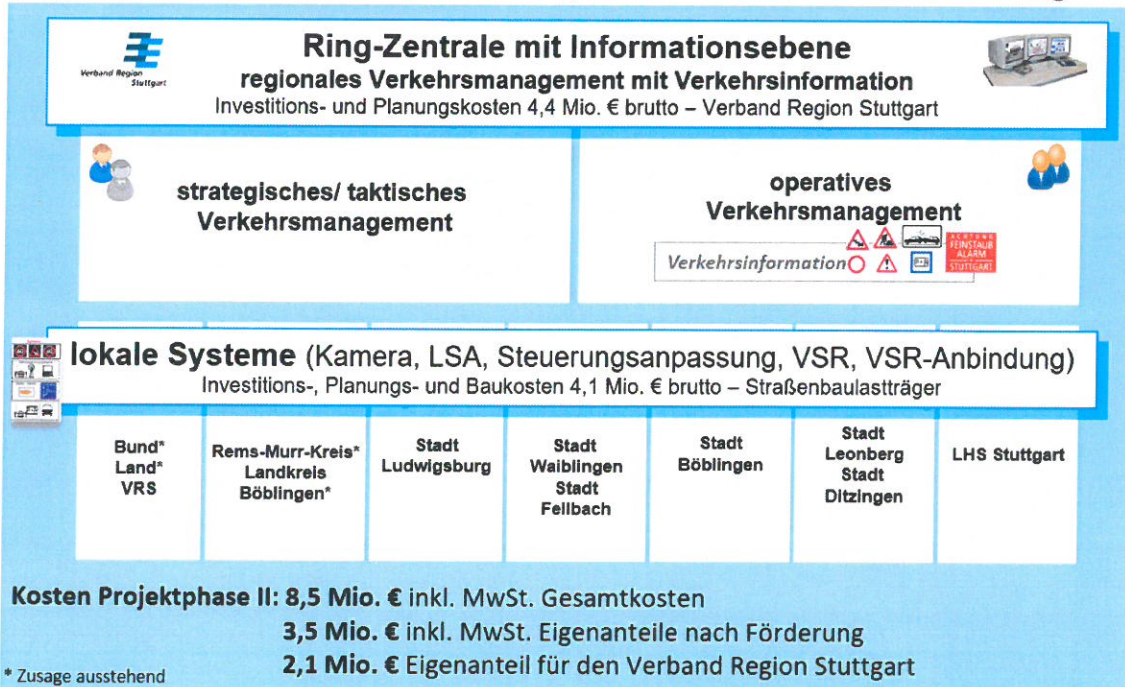 Verband Region
Stuttgart
Ring-Zentrale mit Informationsebene
regionales Verkehrsmanagement mit Verkehrsinformation
Investitions- und Planungskosten 4,4 Mio. € brutto – Verband Region Stuttgart
strategisches/ taktisches
Verkehrsmanagement
operatives
Verkehrsmanagement
Verkehrsinformation
ACHTUNG
FEINSTAUB
ALARM
STUTTGART
lokale Systeme (Kamera, LSA, Steuerungsanpassung, VSR, VSR-Anbindung)
Investitions-, Planungs- und Baukosten 4,1 Mio. € brutto – Straßenbaulastträger
Bund*
Land*
VRS
Rems-Murr-Kreis*
Landkreis
Böblingen*
Stadt
Ludwigsburg
Stadt
Waiblingen
Stadt
Fellbach
Stadt
Böblingen
Stadt
Leonberg
Stadt
Ditzingen
LHS Stuttgart
Kosten Projektphase II: 8,5 Mio. € inkl. MwSt. Gesamtkosten
3,5 Mio. € inkl. MwSt. Eigenanteile nach Förderung
2,1 Mio. € Eigenanteil für den Verband Region Stuttgart
* Zusage ausstehend